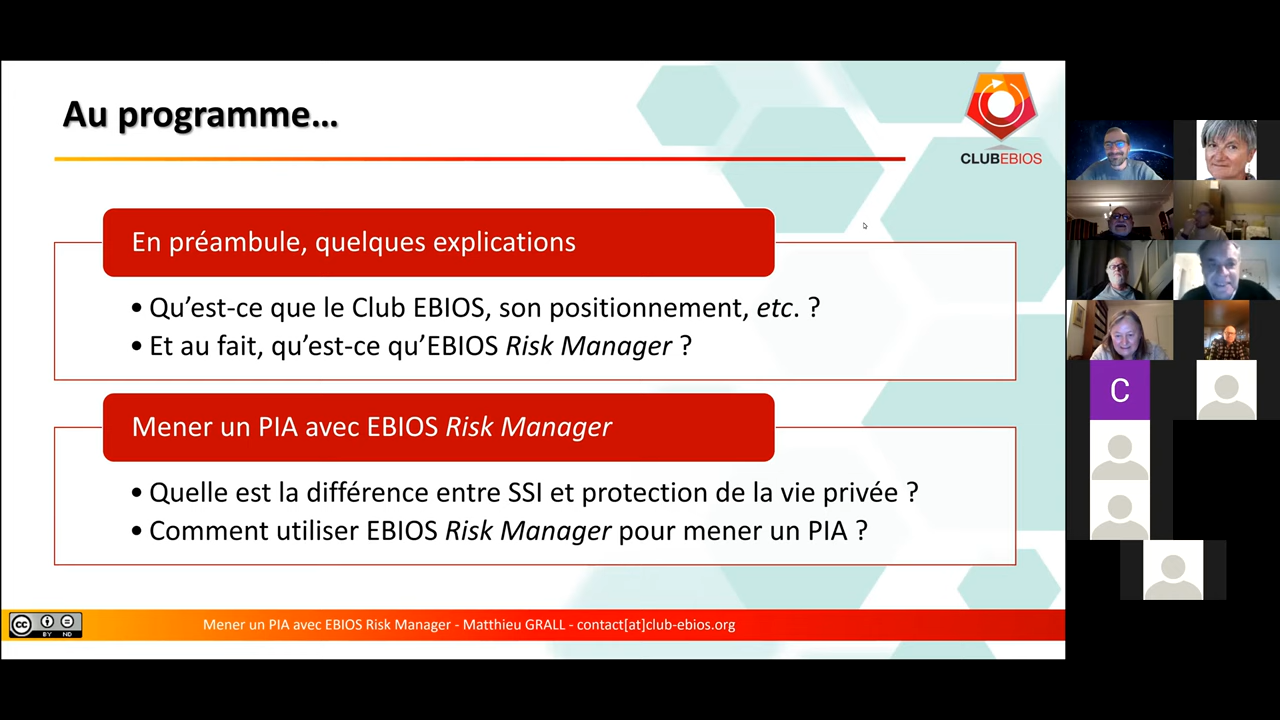 Au programme…
CLUBEBIOS
En préambule, quelques explications
• Qu’est-ce que le Club EBIOS, son positionnement, etc. ?
• Et au fait, qu’est-ce qu’EBIOS Risk Manager ?
Mener un PIA avec EBIOS Risk Manager
• Quelle est la différence entre SSI et protection de la vie privée ?
• Comment utiliser EBIOS Risk Manager pour mener un PIA ?
cc BY ND
Mener un PIA avec EBIOS Risk Manager - Matthieu GRALL - contact[at]club-ebios.org
C